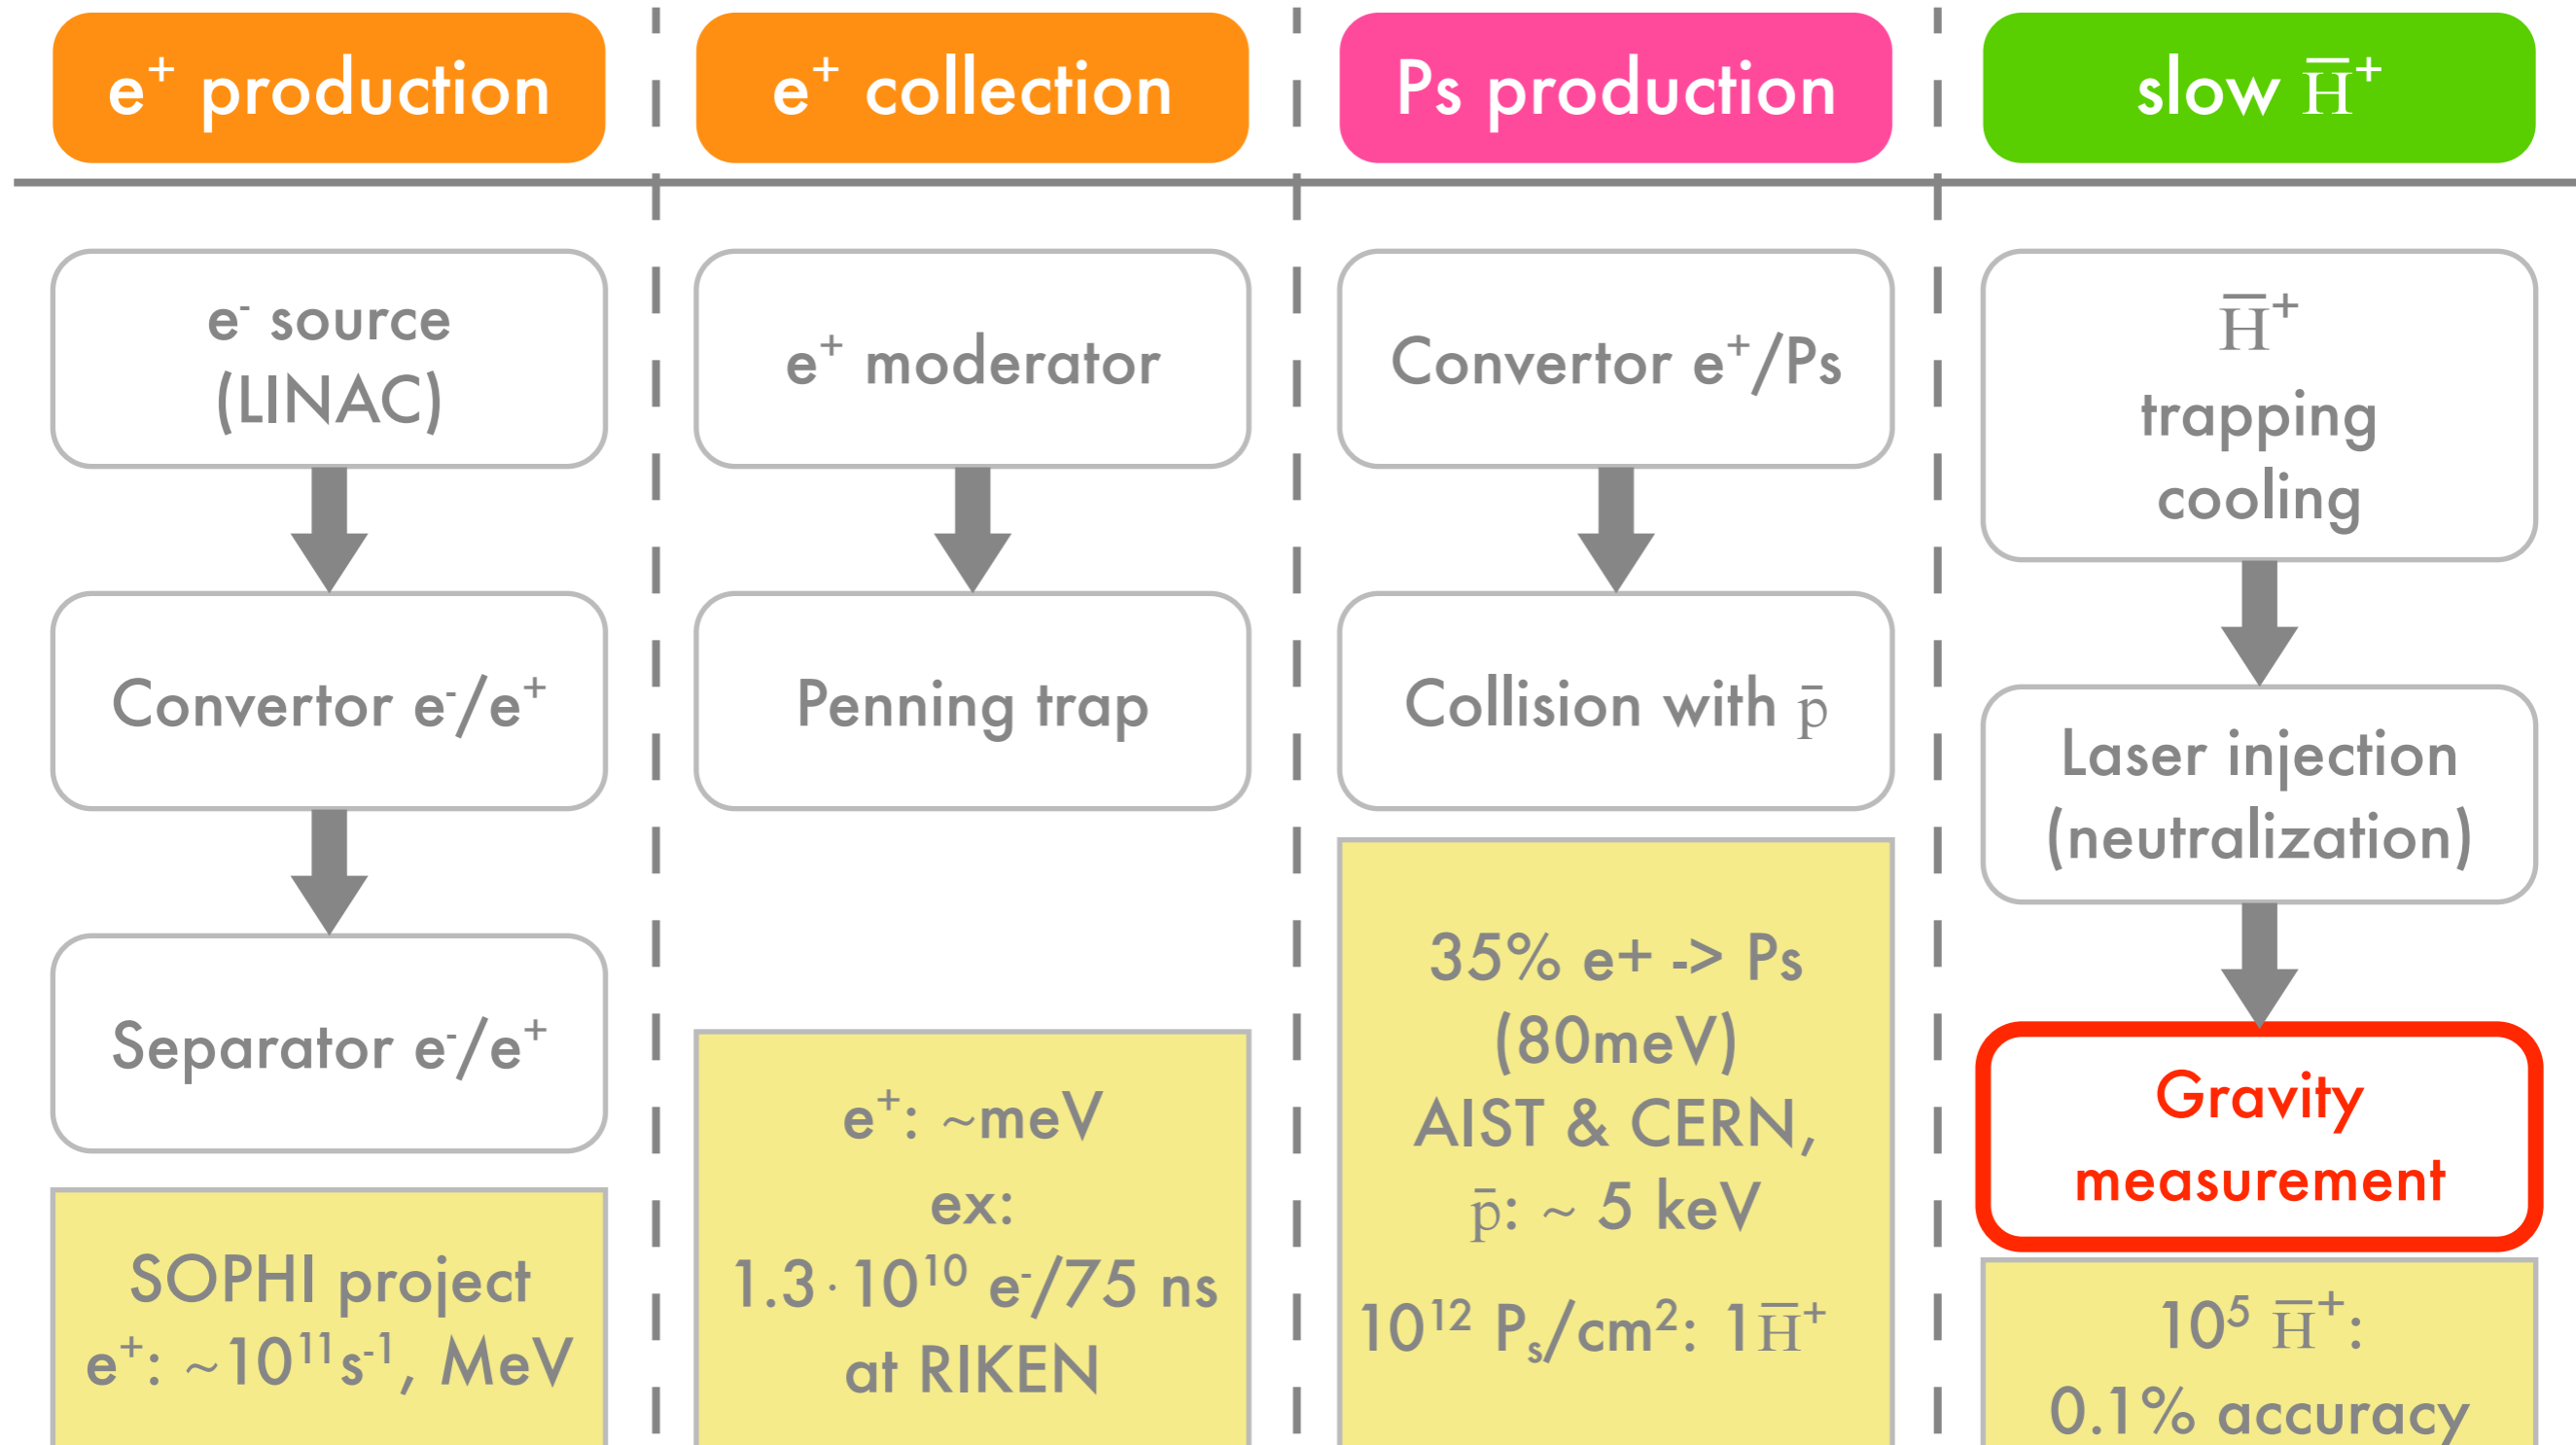 e⁺ production
e⁺ collection
Ps production
slow H̅⁺
e⁻ source
(LINAC)
Convertor e⁻/e⁺
Separator e⁻/e⁺
SOPHI project
e⁺: ~10¹¹s⁻¹, MeV
e⁺ moderator
Penning trap
e⁺: ~meV
ex:
1.3·10¹⁰ e⁻/75 ns
at RIKEN
Convertor e⁺/Ps
Collision with p̄
35% e+ -> Ps
(80meV)
AIST & CERN,
p̄: ~ 5 keV
10¹² Pₛ/cm²: 1H̅⁺
H̅⁺
trapping
cooling
Laser injection
(neutralization)
Gravity
measurement
10⁵ H̅⁺:
0.1% accuracy